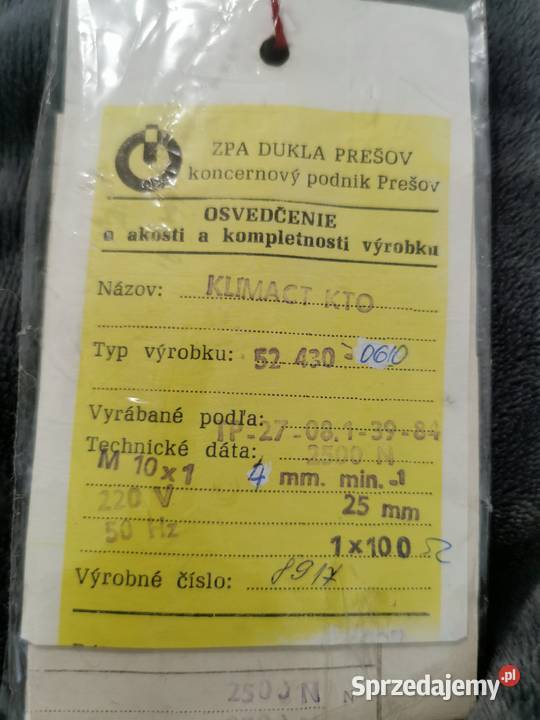 ZPA DUKLA PREŠOV
koncernový podnik Prešov
OSVEDČENIE
o akosti a kompletnosti výrobku
Názov: KLIMACT KTO
Typ výrobku: 52 430 - 0610
Vyrábané podľa: TP-27-08.1-39-84
Technické dáta: 2500 N
M 10x1 4 mm. min.-1
220 V 25 mm
50 Hz
1x100 Ω
Výrobné číslo: 8917
2500 N N
Sprzedajemy.pl